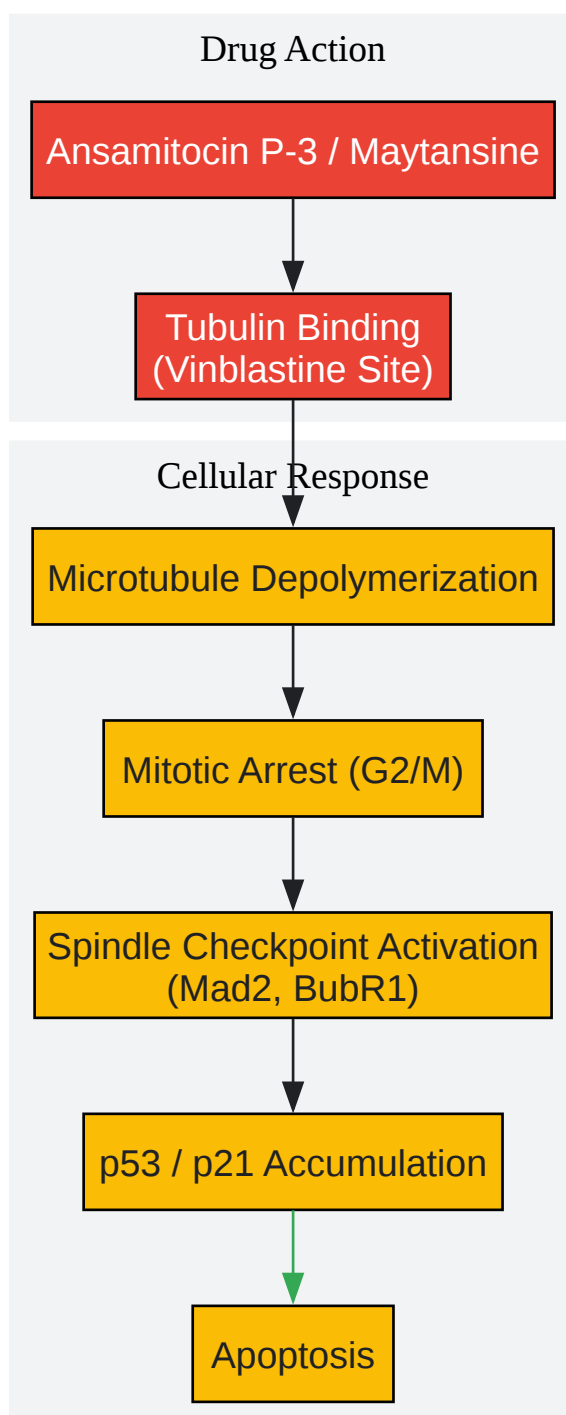 Drug Action
Ansamitocin P-3 / Maytansine
Tubulin Binding
(Vinblastine Site)
Cellular Response
Microtubule Depolymerization
Mitotic Arrest (G2/M)
Spindle Checkpoint Activation
(Mad2, BubR1)
p53 / p21 Accumulation
Apoptosis